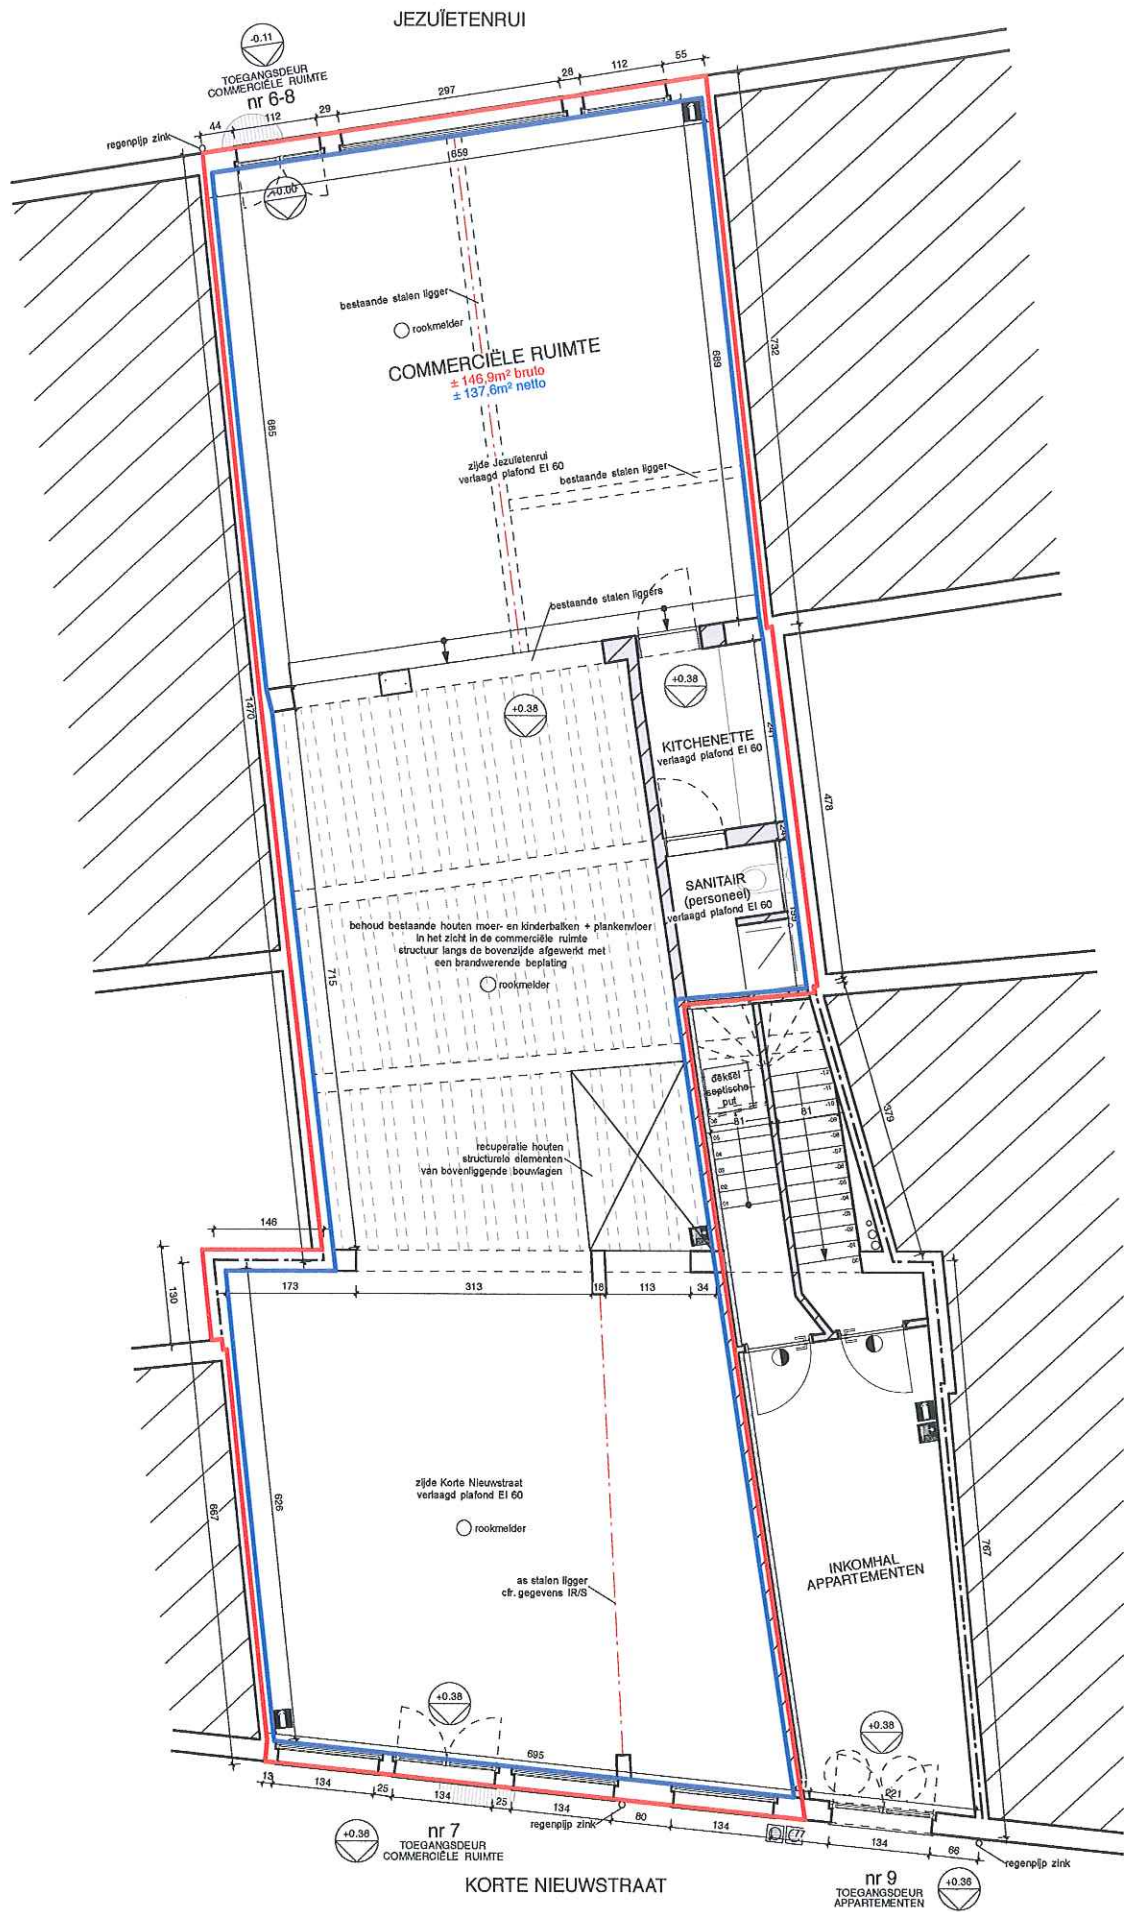 JEZUÏETENRUI
-0.11
TOEGANGSDEUR
COMMERCIËLE RUIMTE
nr 6-8
regenpijp zink
44
112
29
297
28
112
55
659
+0.00
bestaande stalen ligger
rookmelder
COMMERCIËLE RUIMTE
± 146,9m² bruto
± 137,6m² netto
732
689
685
zijde Jezuïetenrui
verlaagd plafond EI 60
bestaande stalen ligger
bestaande stalen liggers
+0.38
+0.38
KITCHENETTE
verlaagd plafond EI 60
241
1470
478
SANITAIR
(personeel)
verlaagd plafond EI 60
behoud bestaande houten moer- en kinderbalken + plankenvloer
in het zicht in de commerciële ruimte
structuur langs de bovenzijde afgewerkt met
een brandwerende beplating
rookmelder
715
deksel
septische
put
81
81
379
recuperatie houten
structurele elementen
van bovenliggende bouwlagen
146
130
173
313
18
113
34
zijde Korte Nieuwstraat
verlaagd plafond EI 60
rookmelder
626
667
as stalen ligger
cfr. gegevens IR/S
INKOMHAL
APPARTEMENTEN
767
+0.38
+0.38
695
221
13
134
25
134
25
134
80
134
77
134
66
regenpijp zink
regenpijp zink
+0.36
nr 7
TOEGANGSDEUR
COMMERCIËLE RUIMTE
KORTE NIEUWSTRAAT
nr 9
TOEGANGSDEUR
APPARTEMENTEN
+0.36